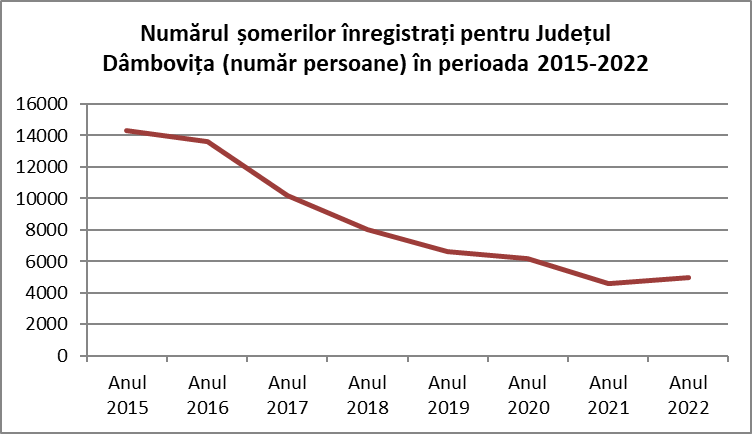 Numărul șomerilor înregistrați pentru Județul
Dâmbovița (număr persoane) în perioada 2015-2022
16000
14000
12000
10000
8000
6000
4000
2000
0
Anul 2015
Anul 2016
Anul 2017
Anul 2018
Anul 2019
Anul 2020
Anul 2021
Anul 2022